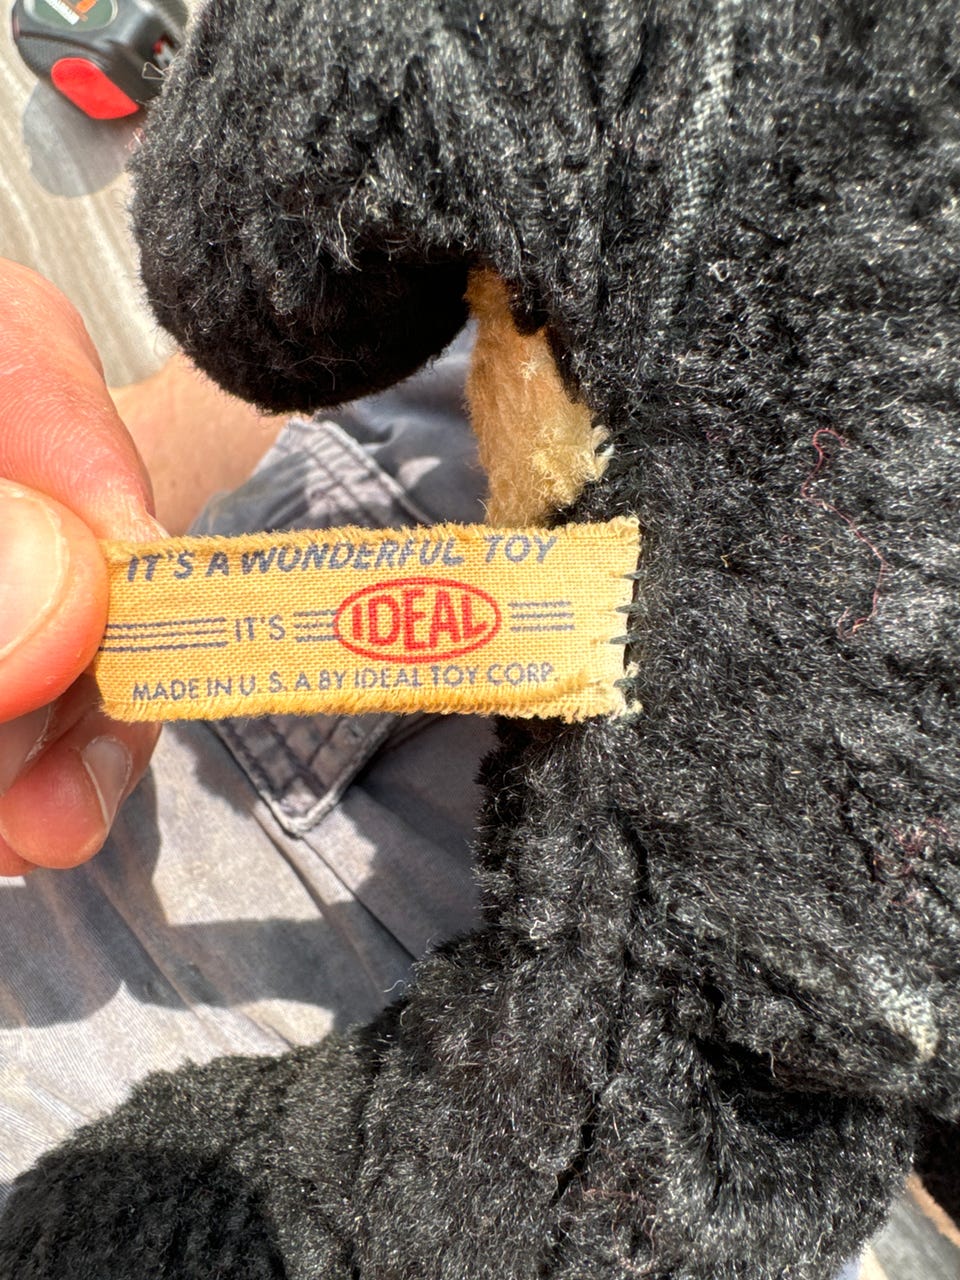 IT'S A WONDERFUL TOY
IT'S IDEAL
MADE IN U.S.A BY IDEAL TOY CORP